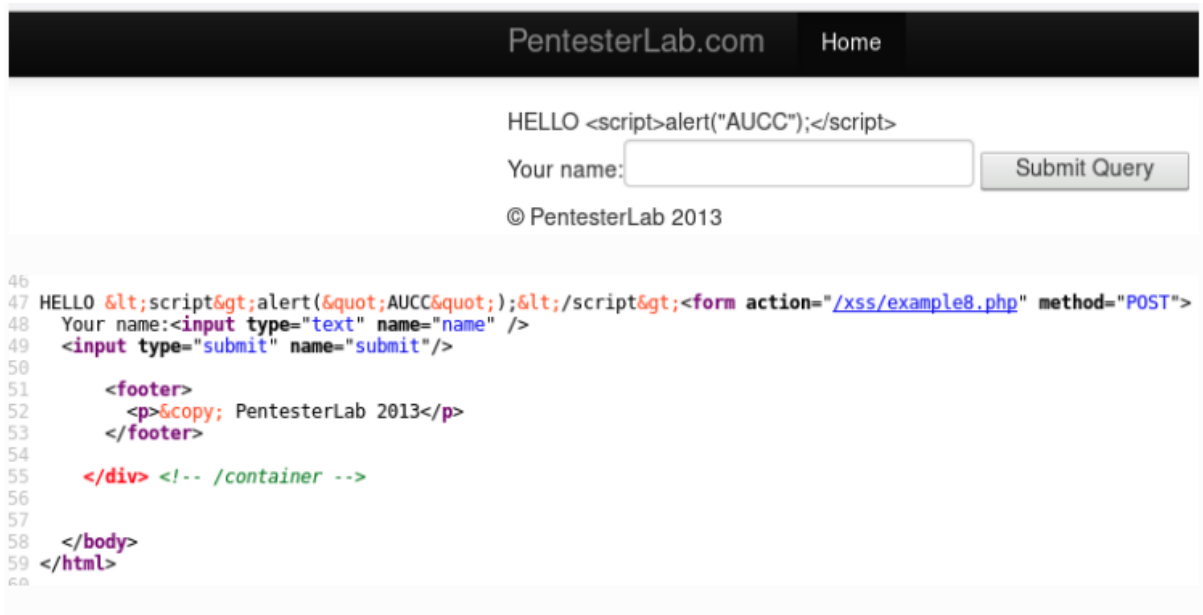 PentesterLab.com Home
HELLO <script>alert("AUCC");</script>
Your name: Submit Query
© PentesterLab 2013
46
47 HELLO &lt;script&gt;alert(&quot;AUCC&quot;);&lt;/script&gt;<form action="/xss/example8.php" method="POST">
48 Your name:<input type="text" name="name" />
49 <input type="submit" name="submit"/>
50
51 <footer>
52 <p>&copy; PentesterLab 2013</p>
53 </footer>
54
55 </div> <!-- /container -->
56
57
58 </body>
59 </html>
60